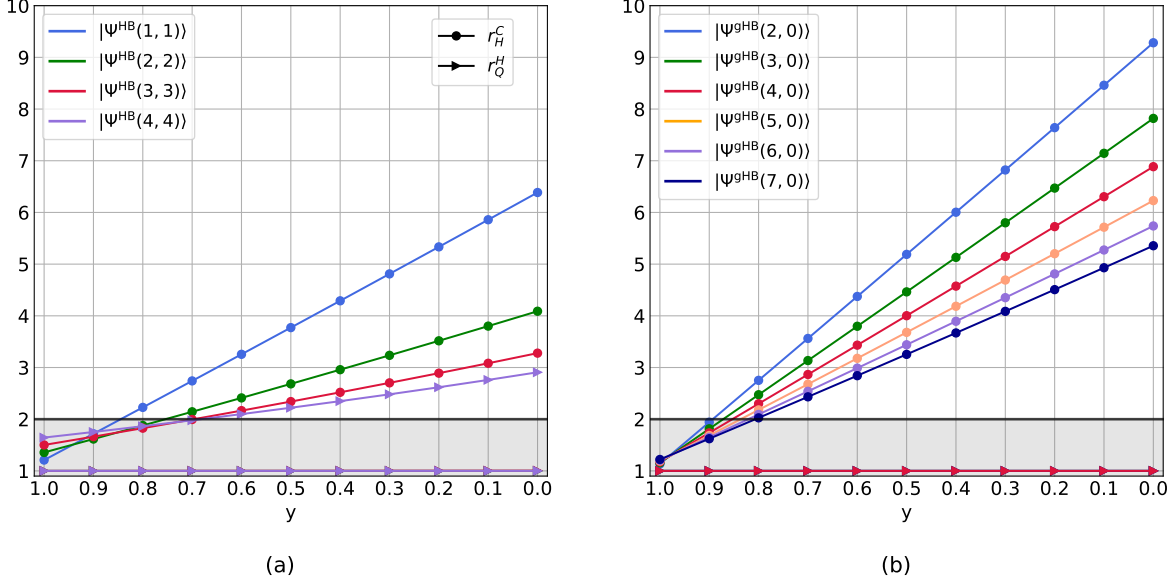 10
9
8
7
6
5
4
3
2
1
1.0 0.9 0.8 0.7 0.6 0.5 0.4 0.3 0.2 0.1 0.0
y
|Ψ^HB(1, 1)⟩
|Ψ^HB(2, 2)⟩
|Ψ^HB(3, 3)⟩
|Ψ^HB(4, 4)⟩
r_H^C
r_Q^H
(a)
10
9
8
7
6
5
4
3
2
1
1.0 0.9 0.8 0.7 0.6 0.5 0.4 0.3 0.2 0.1 0.0
y
|Ψ^gHB(2, 0)⟩
|Ψ^gHB(3, 0)⟩
|Ψ^gHB(4, 0)⟩
|Ψ^gHB(5, 0)⟩
|Ψ^gHB(6, 0)⟩
|Ψ^gHB(7, 0)⟩
(b)